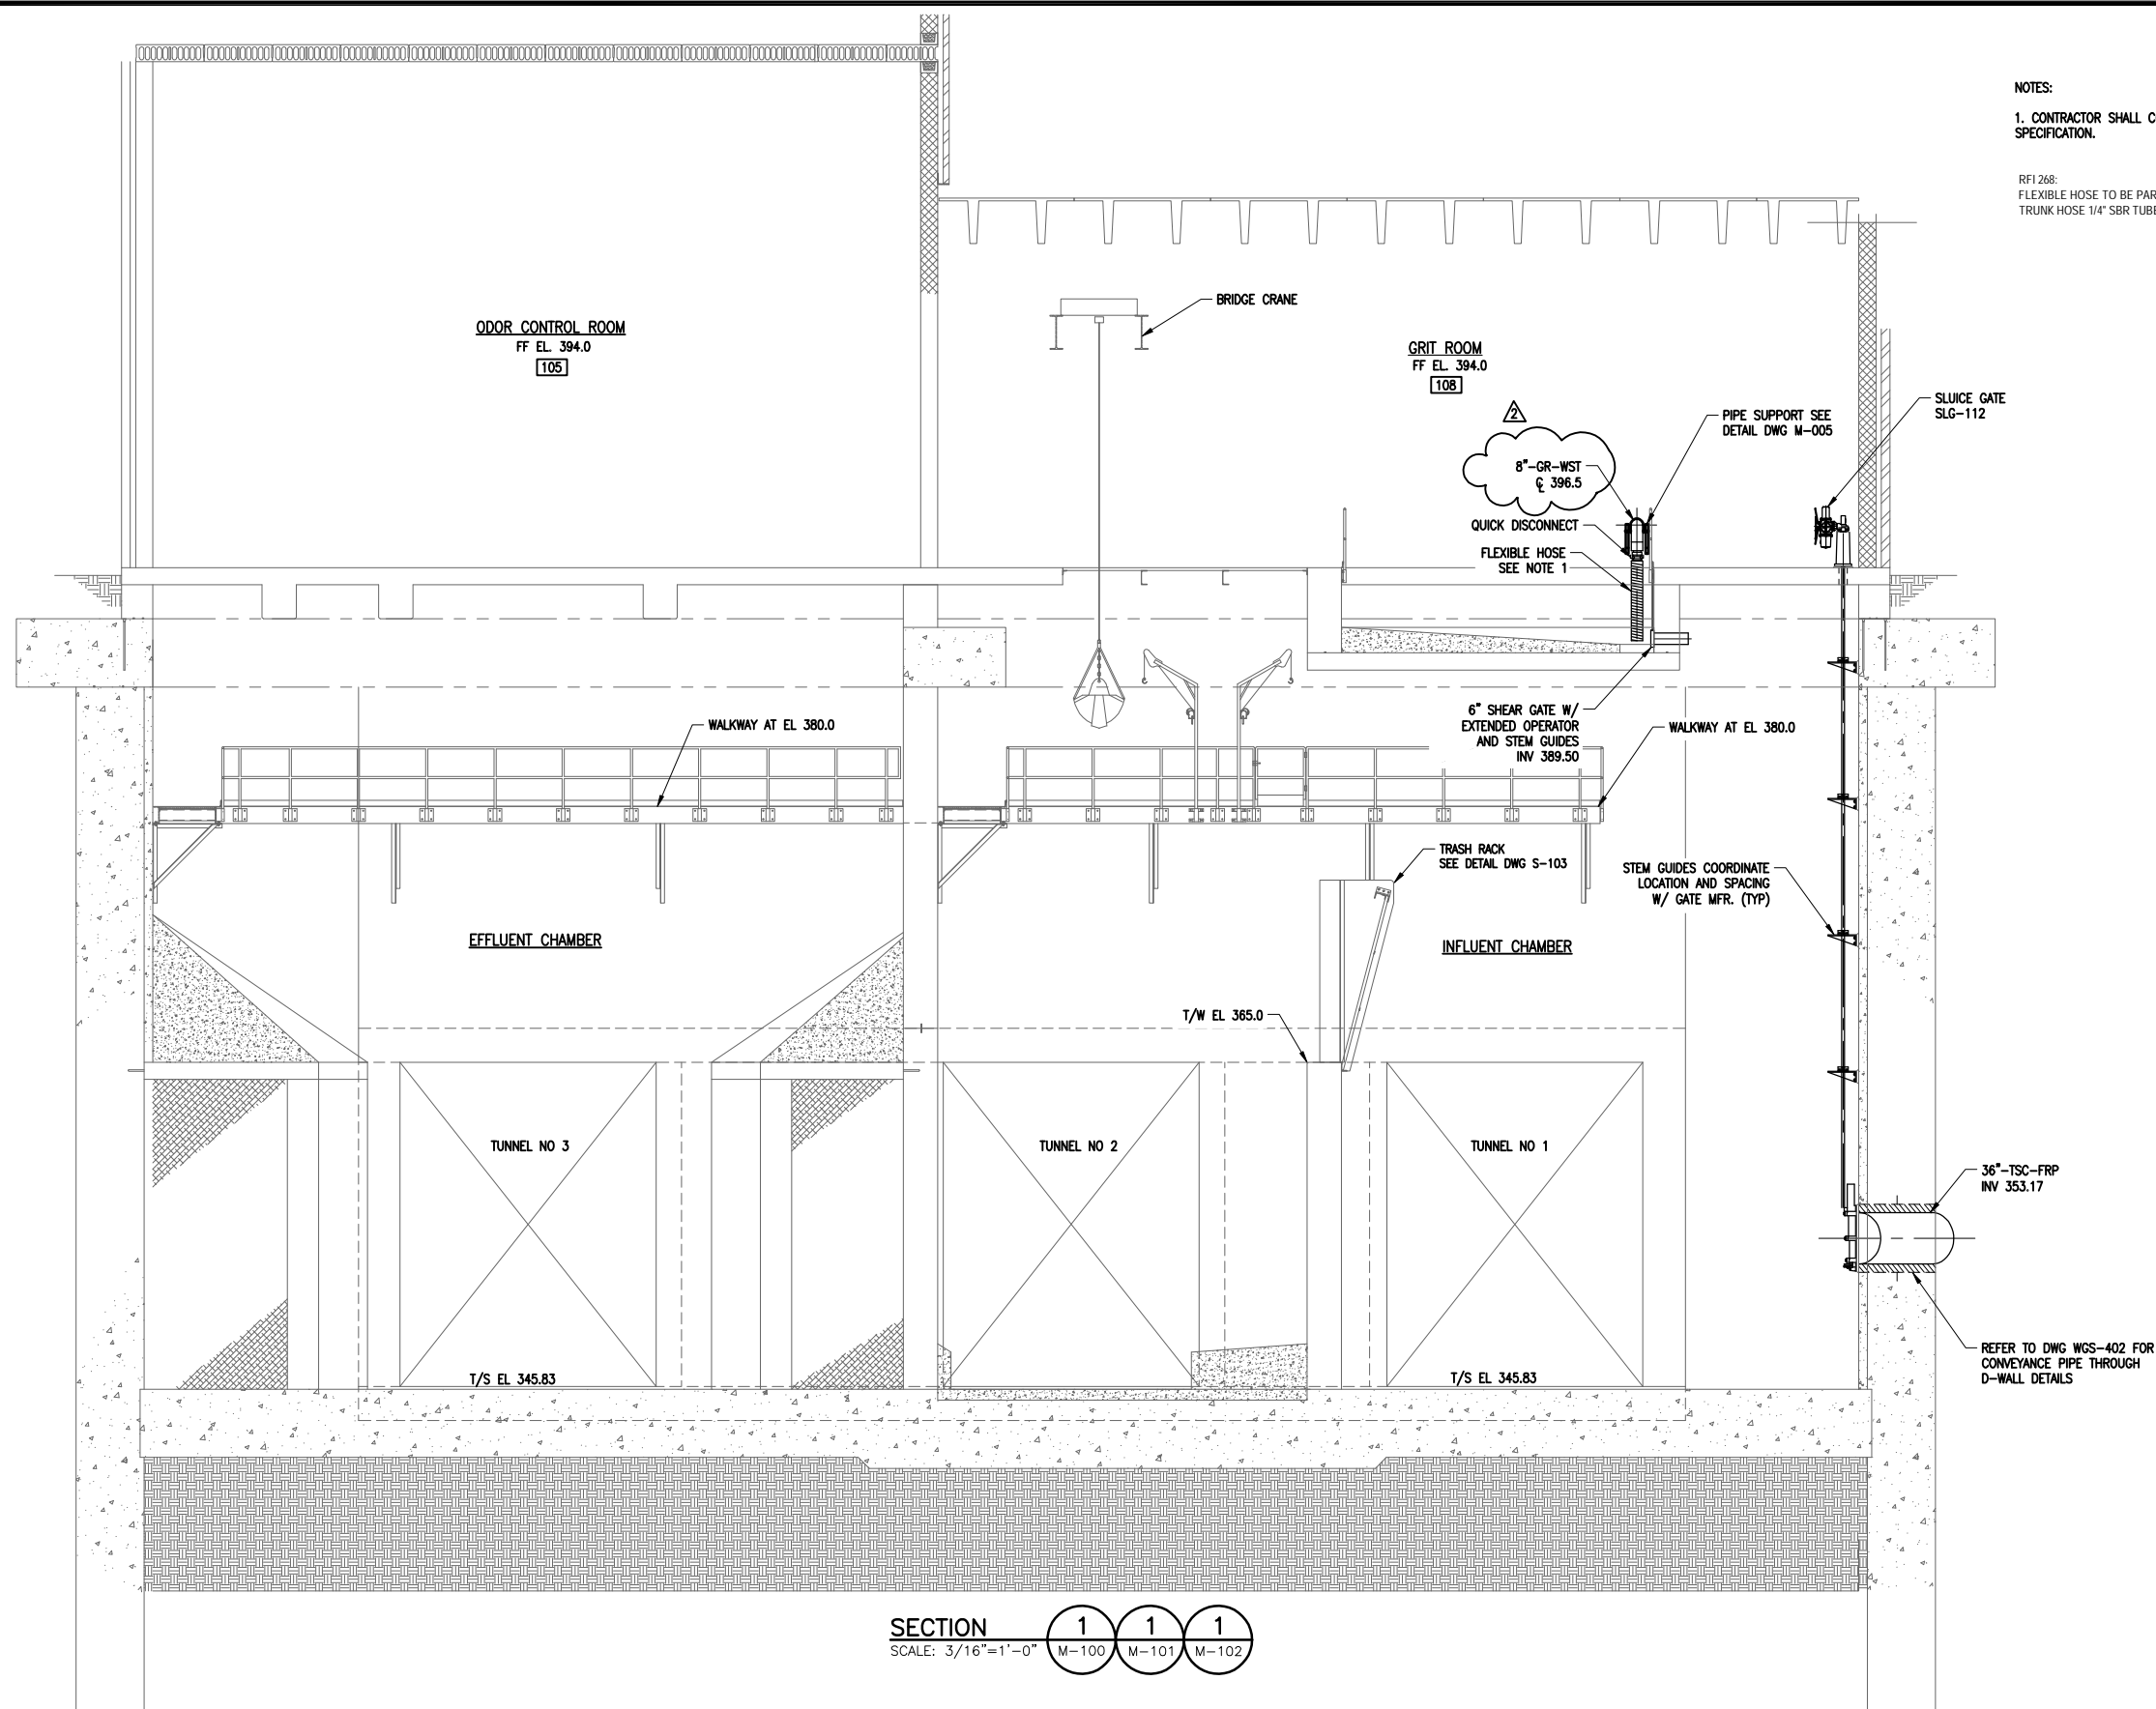 NOTES:
1. CONTRACTOR SHALL
SPECIFICATION.
RFI 268:
FLEXIBLE HOSE TO BE
TRUNK HOSE 1/4" SBR
ODOR CONTROL ROOM
FF EL. 394.0
105
BRIDGE CRANE
GRIT ROOM
FF EL. 394.0
108
2
8"-GR-WST
℄ 396.5
PIPE SUPPORT SEE
DETAIL DWG M-005
SLUICE GATE
SLG-112
QUICK DISCONNECT
FLEXIBLE HOSE
SEE NOTE 1
6" SHEAR GATE W/
EXTENDED OPERATOR
AND STEM GUIDES
INV 389.50
WALKWAY AT EL 380.0
WALKWAY AT EL 380.0
TRASH RACK
SEE DETAIL DWG S-103
STEM GUIDES COORDINATE
LOCATION AND SPACING
W/ GATE MFR. (TYP)
EFFLUENT CHAMBER
INFLUENT CHAMBER
T/W EL 365.0
TUNNEL NO 3
TUNNEL NO 2
TUNNEL NO 1
36"-TSC-FRP
INV 353.17
REFER TO DWG WGS-402 FOR
CONVEYANCE PIPE THROUGH
D-WALL DETAILS
T/S EL 345.83
T/S EL 345.83
SECTION
SCALE: 3/16"=1'-0"
1
M-100
1
M-101
1
M-102